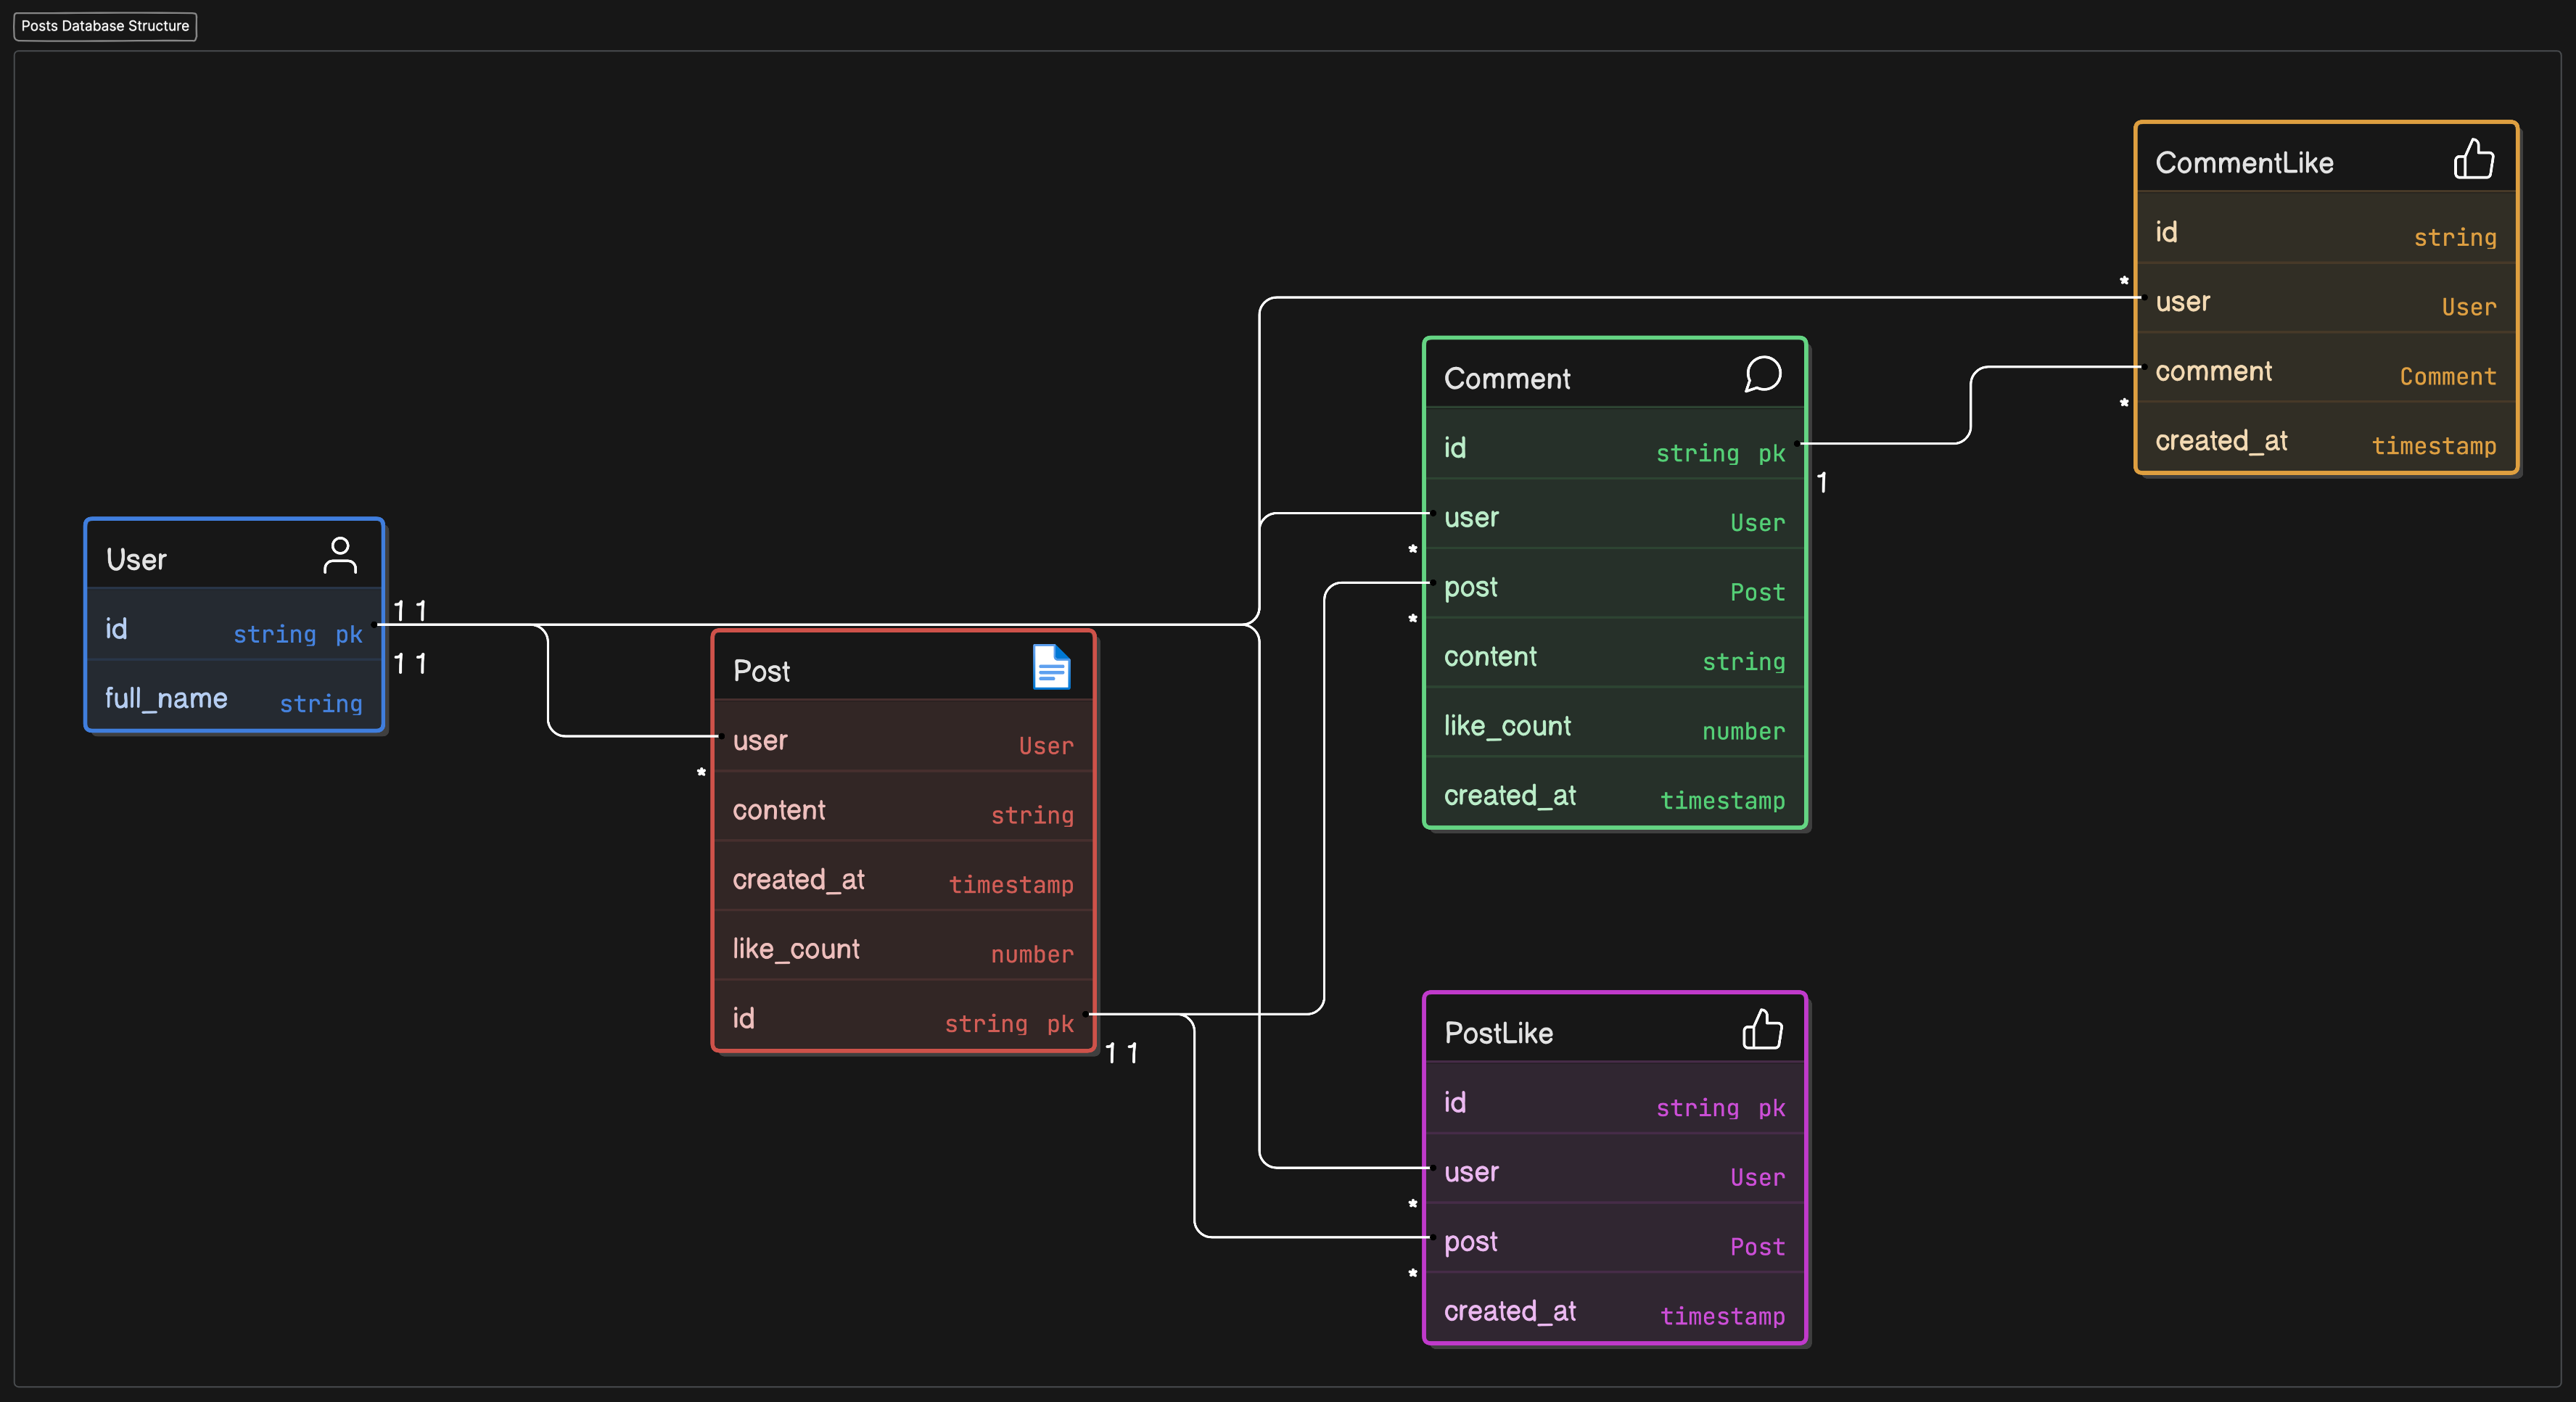 Posts Database Structure
User
id string pk
full_name string
1 1
1 1
Post
user User
content string
created_at timestamp
like_count number
id string pk
*
1 1
Comment
id string pk
user User
post Post
content string
like_count number
created_at timestamp
*
*
1
CommentLike
id string
user User
comment Comment
created_at timestamp
*
*
PostLike
id string pk
user User
post Post
created_at timestamp
*
*